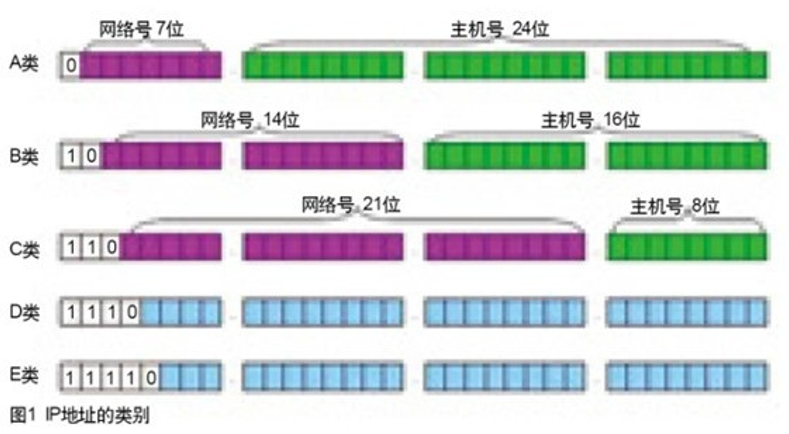 网络号 7位 主机号 24位
A类 0
网络号 14位 主机号 16位
B类 1 0
网络号 21位 主机号 8位
C类 1 1 0
D类 1 1 1 0
E类 1 1 1 1 0
图1 IP地址的类别